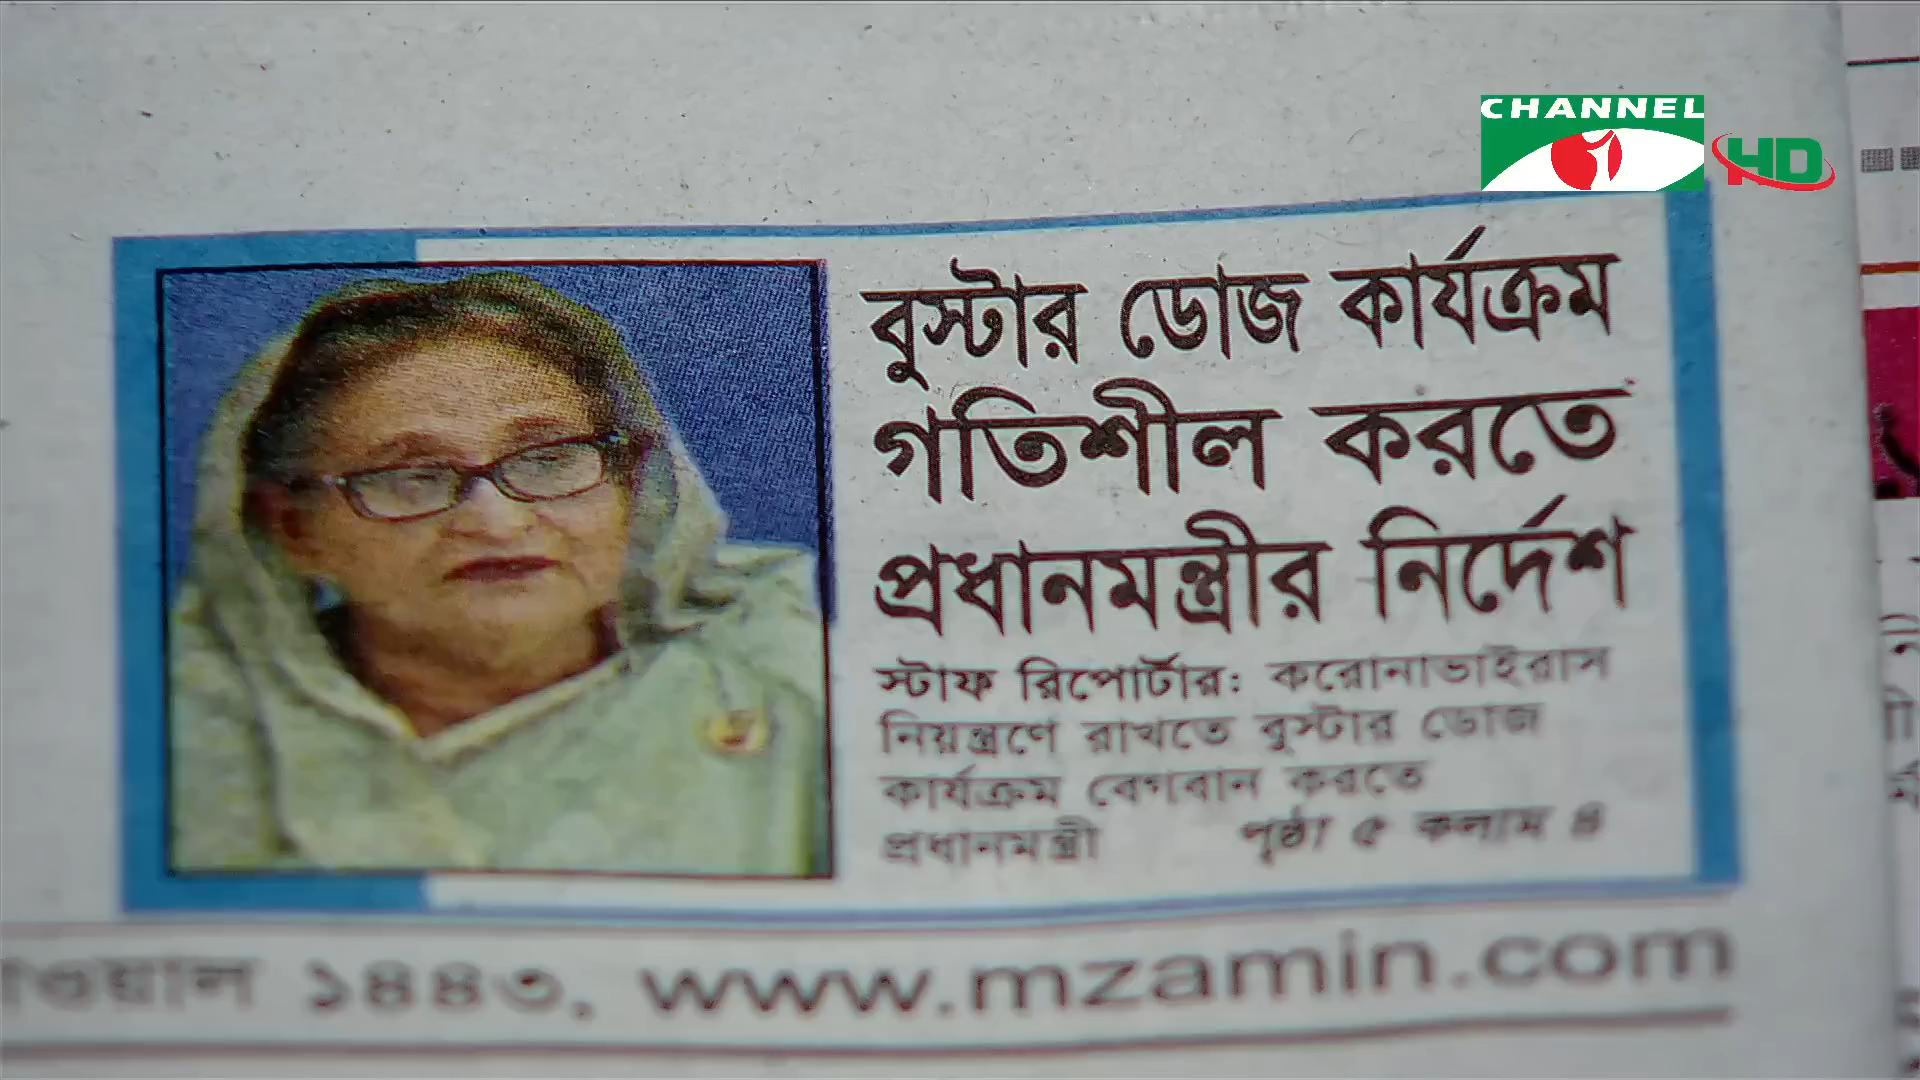 CHANNEL
HD
বুস্টার ডোজ কার্যক্রম
গতিশীল করতে
প্রধানমন্ত্রীর নির্দেশ
স্টাফ রিপোর্টার: করোনাভাইরাস
নিয়ন্ত্রণে রাখতে বুস্টার ডোজ
কার্যক্রম বেগবান করতে
প্রধানমন্ত্রী পৃষ্ঠা ৫ কলাম ৪
১৪৪৩, www.mzamin.com